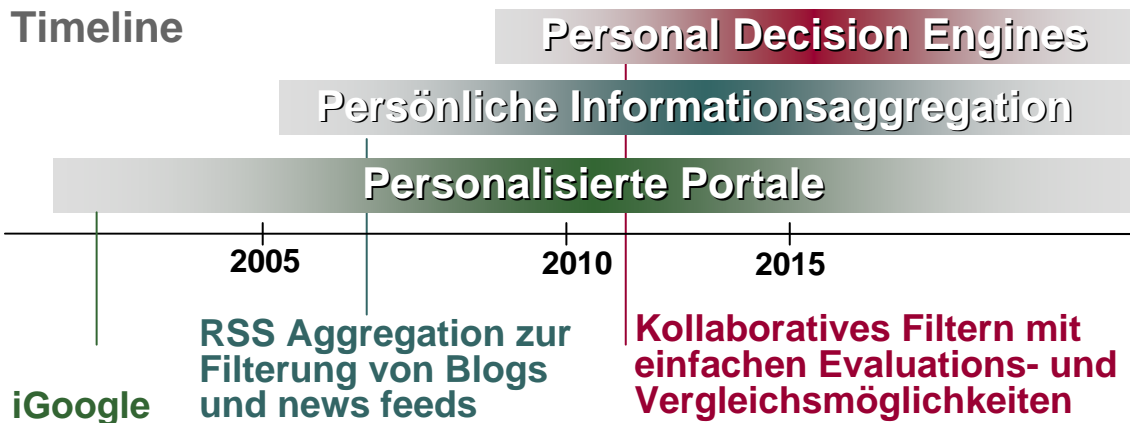 Timeline
Personal Decision Engines
Persönliche Informationsaggregation
Personalisierte Portale
2005
2010
2015
iGoogle
RSS Aggregation zur
Filterung von Blogs
und news feeds
Kollaboratives Filtern mit
einfachen Evaluations- und
Vergleichsmöglichkeiten